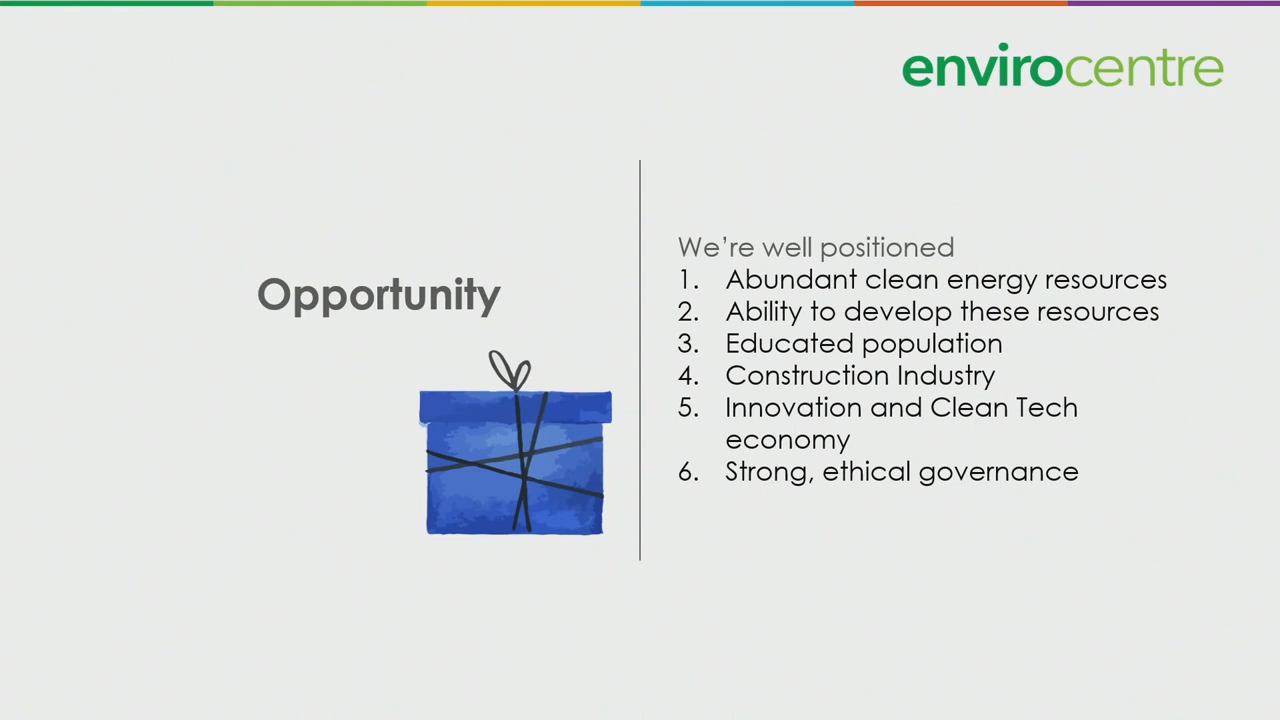 envirocentre
Opportunity
We’re well positioned
1. Abundant clean energy resources
2. Ability to develop these resources
3. Educated population
4. Construction Industry
5. Innovation and Clean Tech
economy
6. Strong, ethical governance